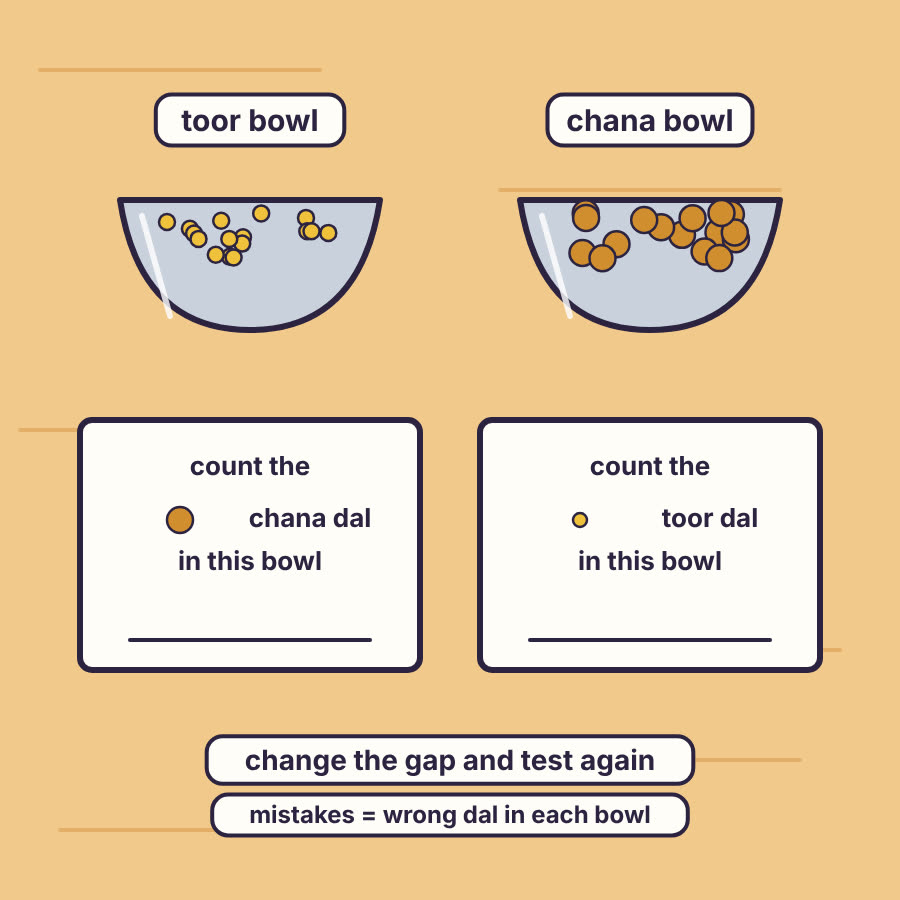 toor bowl
chana bowl
count the
chana dal
in this bowl
count the
toor dal
in this bowl
change the gap and test again
mistakes = wrong dal in each bowl